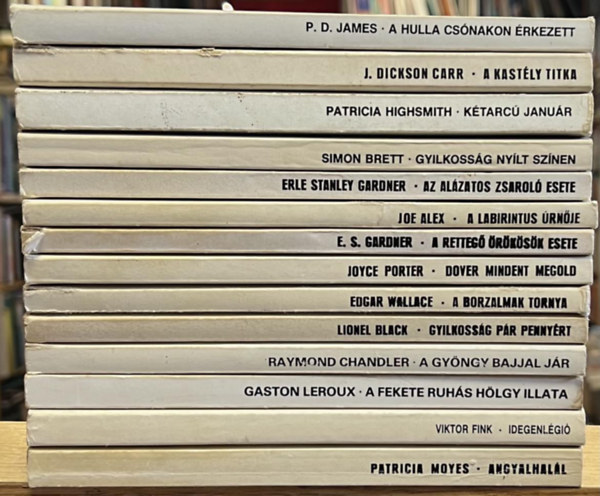 P. D. JAMES · A HULLA CSÓNAKON ÉRKEZETT
J. DICKSON CARR · A KASTÉLY TITKA
PATRICIA HIGHSMITH · KÉTARCÚ JANUÁR
SIMON BRETT · GYILKOSSÁG NYÍLT SZÍNEN
ERLE STANLEY GARDNER · AZ ALÁZATOS ZSAROLÓ ESETE
JOE ALEX · A LABIRINTUS ÚRNŐJE
E. S. GARDNER · A RETTEGŐ ÖRÖKÖSÖK ESETE
JOYCE PORTER · DOVER MINDENT MEGOLD
EDGAR WALLACE · A BORZALMAK TORNYA
LIONEL BLACK · GYILKOSSÁG PÁR PENNYÉRT
RAYMOND CHANDLER · A GYÖNGY BAJJAL JÁR
GASTON LEROUX · A FEKETE RUHÁS HÖLGY ILLATA
VIKTOR FINK · IDEGENLÉGIÓ
PATRICIA MOYES · ANGYALHALÁL